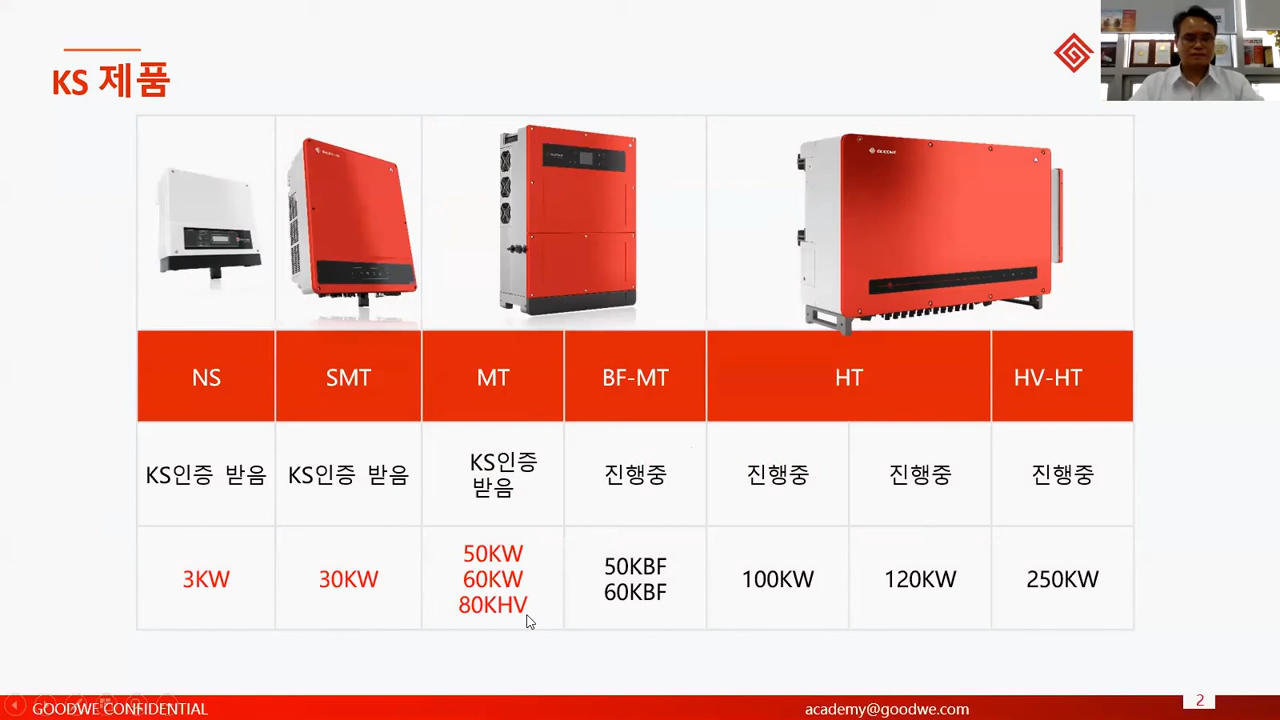 KS 제품
NS
SMT
MT
BF-MT
HT
HV-HT
KS인증 받음
KS인증 받음
KS인증
받음
진행중
진행중
진행중
진행중
3KW
30KW
50KW
60KW
80KHV
50KBF
60KBF
100KW
120KW
250KW
GOODWE CONFIDENTIAL
academy@goodwe.com
2